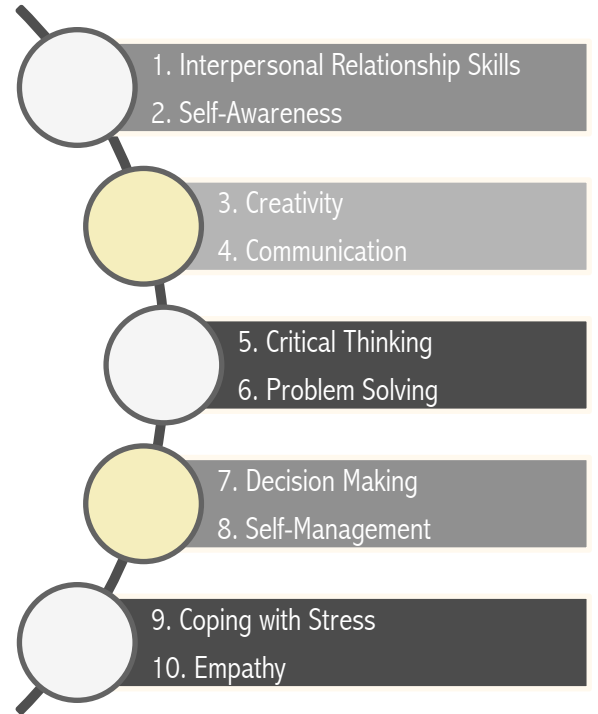 1. Interpersonal Relationship Skills
2. Self-Awareness
3. Creativity
4. Communication
5. Critical Thinking
6. Problem Solving
7. Decision Making
8. Self-Management
9. Coping with Stress
10. Empathy